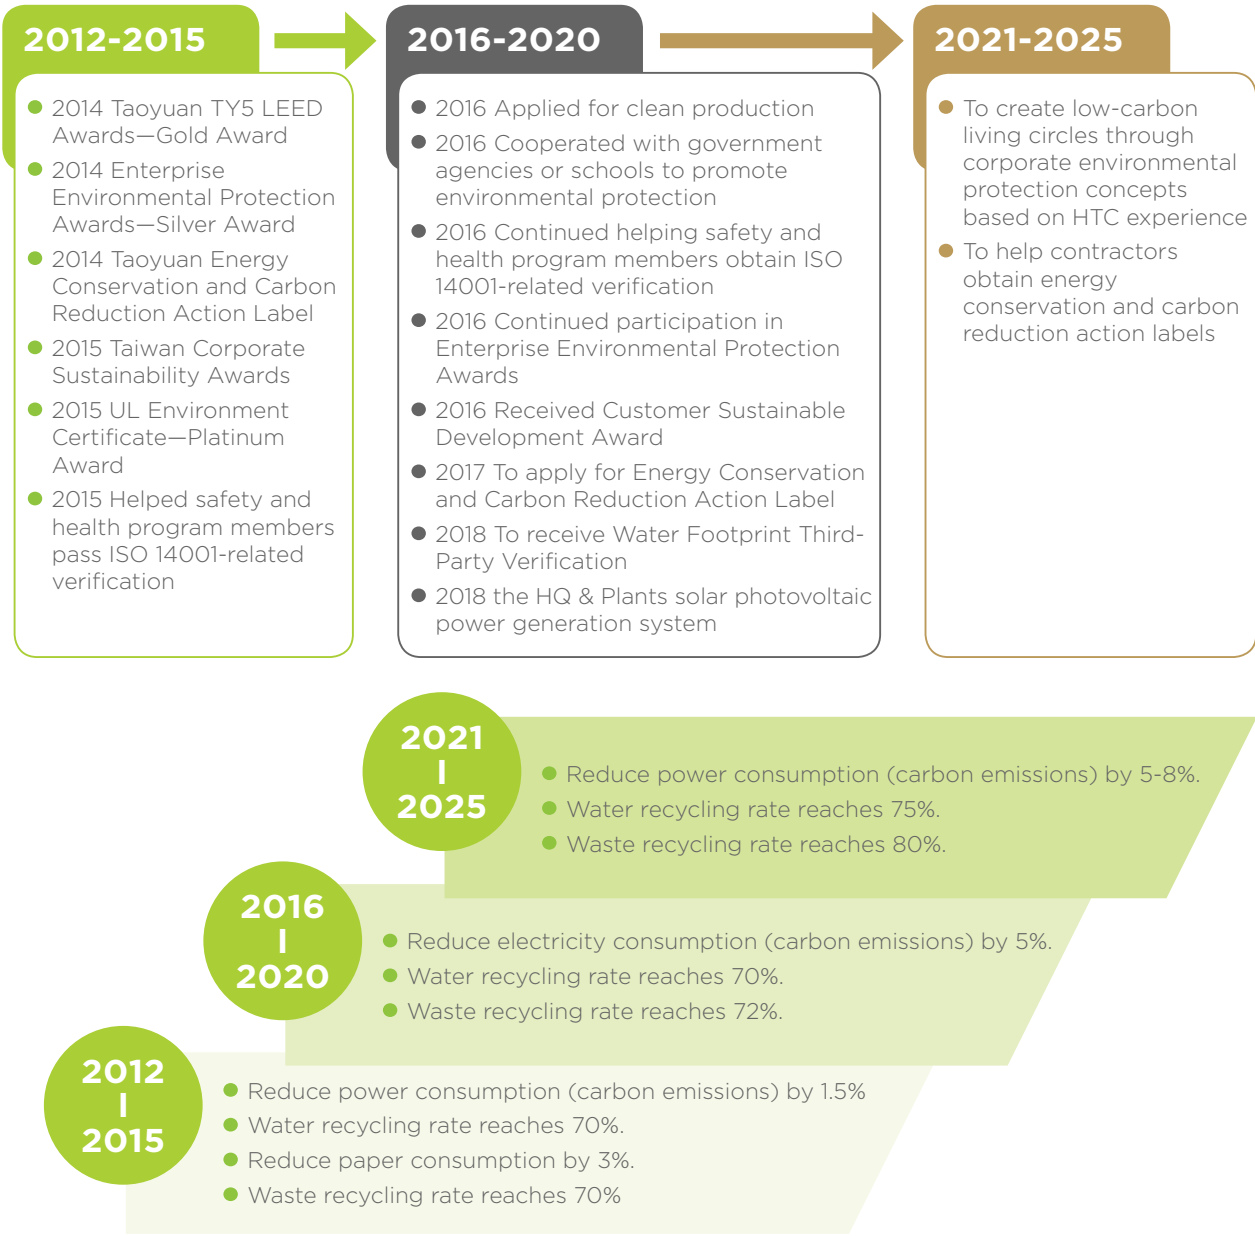 2012-2015
2014 Taoyuan TY5 LEED
Awards—Gold Award
2014 Enterprise
Environmental Protection
Awards—Silver Award
2014 Taoyuan Energy
Conservation and Carbon
Reduction Action Label
2015 Taiwan Corporate
Sustainability Awards
2015 UL Environment
Certificate—Platinum
Award
2015 Helped safety and
health program members
pass ISO 14001-related
verification
2016-2020
2016 Applied for clean production
2016 Cooperated with government
agencies or schools to promote
environmental protection
2016 Continued helping safety and
health program members obtain ISO
14001-related verification
2016 Continued participation in
Enterprise Environmental Protection
Awards
2016 Received Customer Sustainable
Development Award
2017 To apply for Energy Conservation
and Carbon Reduction Action Label
2018 To receive Water Footprint Third-
Party Verification
2018 the HQ & Plants solar photovoltaic
power generation system
2021-2025
To create low-carbon
living circles through
corporate environmental
protection concepts
based on HTC experience
To help contractors
obtain energy
conservation and carbon
reduction action labels
2021
|
2025
Reduce power consumption (carbon emissions) by 5-8%.
Water recycling rate reaches 75%.
Waste recycling rate reaches 80%.
2016
|
2020
Reduce electricity consumption (carbon emissions) by 5%.
Water recycling rate reaches 70%.
Waste recycling rate reaches 72%.
2012
|
2015
Reduce power consumption (carbon emissions) by 1.5%
Water recycling rate reaches 70%.
Reduce paper consumption by 3%.
Waste recycling rate reaches 70%